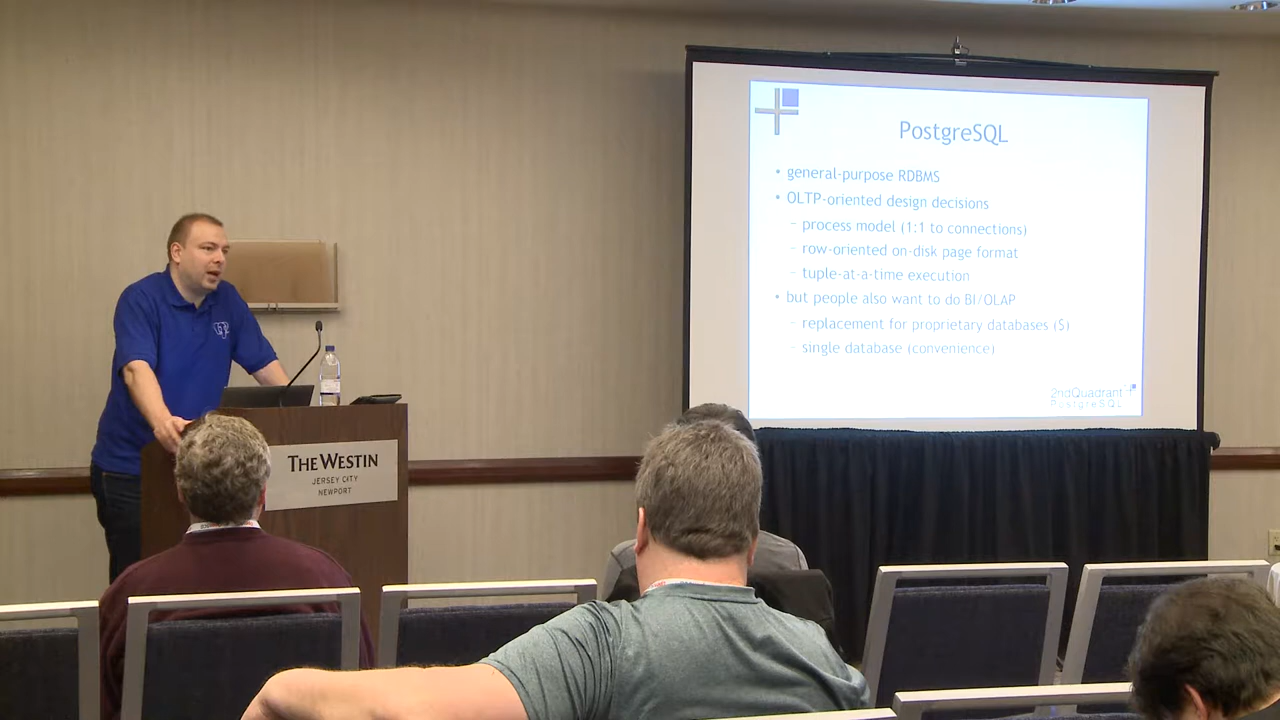 PostgreSQL
• general-purpose RDBMS
• OLTP-oriented design decisions
– process model (1:1 to connections)
– row-oriented on-disk page format
– tuple-at-a-time execution
• but people also want to do BI/OLAP
– replacement for proprietary databases ($)
– single database (convenience)
2ndQuadrant
PostgreSQL
THE WESTIN
JERSEY CITY
NEWPORT